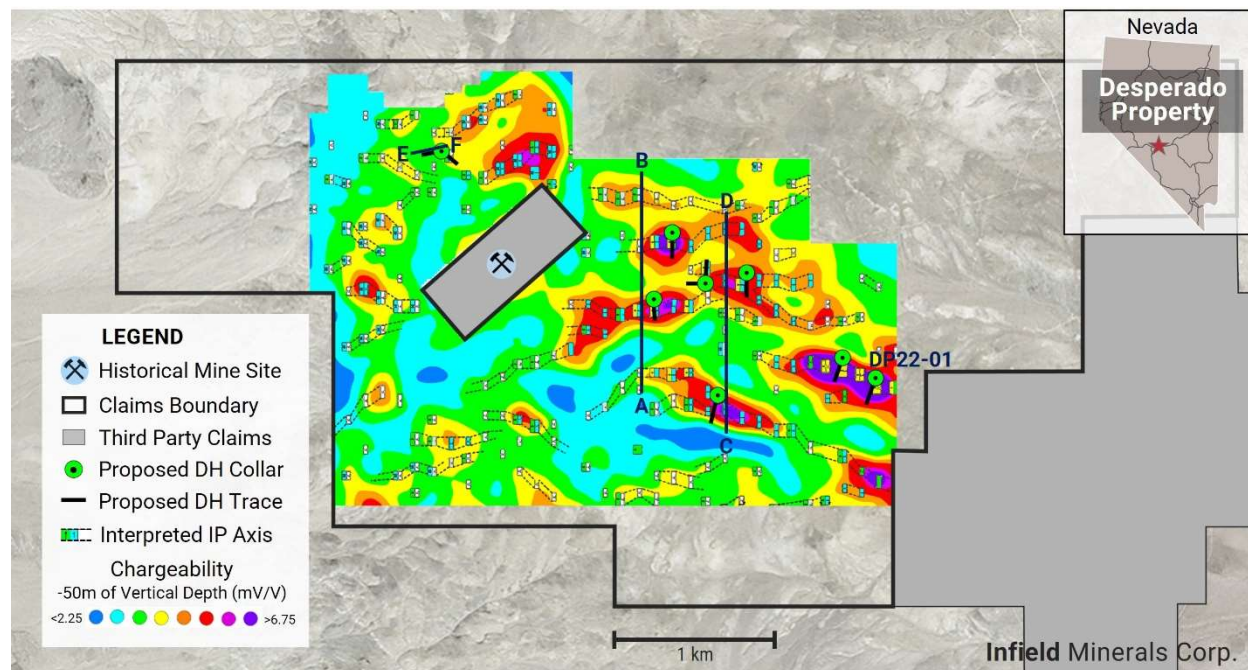 Nevada
Desperado
Property
B
E
F
D
DP22-01
A
C
LEGEND
Historical Mine Site
Claims Boundary
Third Party Claims
Proposed DH Collar
Proposed DH Trace
Interpreted IP Axis
Chargeability
-50m of Vertical Depth (mV/V)
<2.25 >6.75
1 km
Infield Minerals Corp.